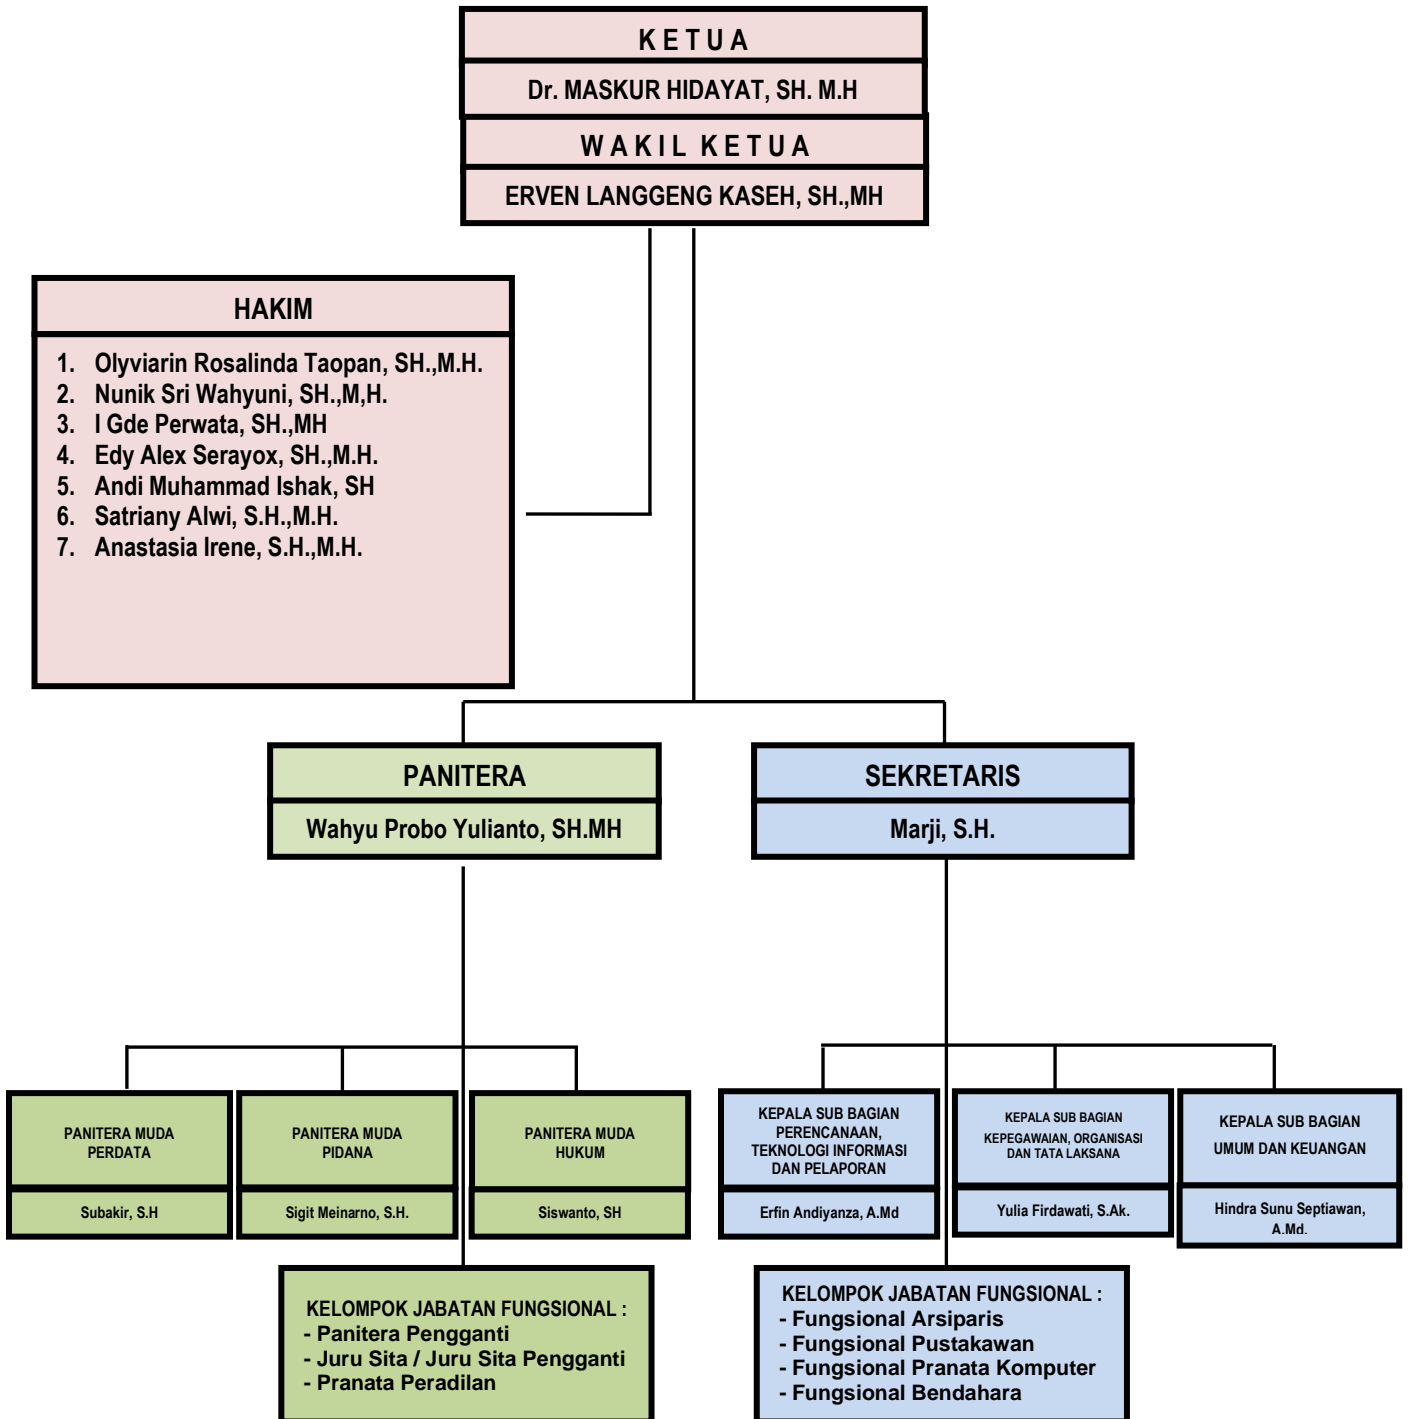 K E T U A
Dr. MASKUR HIDAYAT, SH. M.H
W A K I L  K E T U A
ERVEN LANGGENG KASEH, SH.,MH
HAKIM
1. Olyviarin Rosalinda Taopan, SH.,M.H.
2. Nunik Sri Wahyuni, SH.,M,H.
3. I Gde Perwata, SH.,MH
4. Edy Alex Serayox, SH.,M.H.
5. Andi Muhammad Ishak, SH
6. Satriany Alwi, S.H.,M.H.
7. Anastasia Irene, S.H.,M.H.
PANITERA
Wahyu Probo Yulianto, SH.MH
SEKRETARIS
Marji, S.H.
PANITERA MUDA
PERDATA
Subakir, S.H
PANITERA MUDA
PIDANA
Sigit Meinarno, S.H.
PANITERA MUDA
HUKUM
Siswanto, SH
KEPALA SUB BAGIAN
PERENCANAAN,
TEKNOLOGI INFORMASI
DAN PELAPORAN
Erfin Andiyanza, A.Md
KEPALA SUB BAGIAN
KEPEGAWAIAN, ORGANISASI
DAN TATA LAKSANA
Yulia Firdawati, S.Ak.
KEPALA SUB BAGIAN
UMUM DAN KEUANGAN
Hindra Sunu Septiawan,
A.Md.
KELOMPOK JABATAN FUNGSIONAL :
- Panitera Pengganti
- Juru Sita / Juru Sita Pengganti
- Pranata Peradilan
KELOMPOK JABATAN FUNGSIONAL :
- Fungsional Arsiparis
- Fungsional Pustakawan
- Fungsional Pranata Komputer
- Fungsional Bendahara